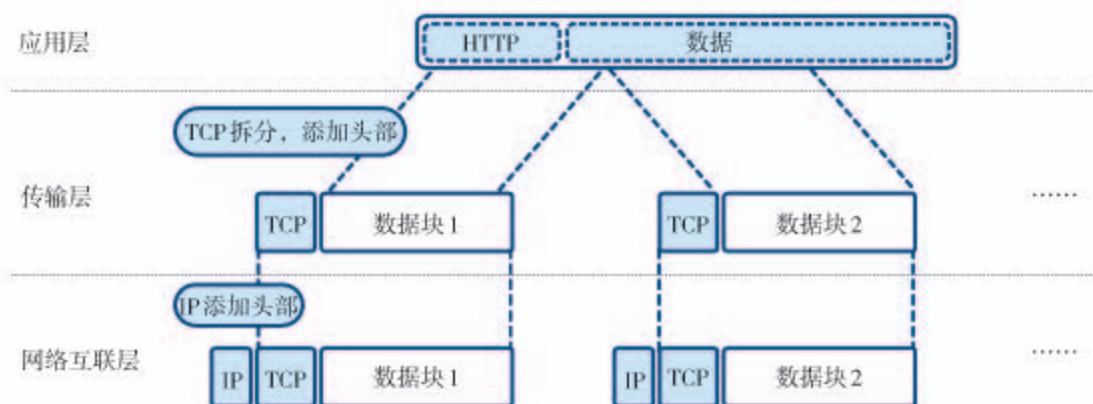 应用层
HTTP
数据
TCP拆分，添加头部
传输层
TCP
数据块1
TCP
数据块2
……
IP添加头部
网络互联层
IP
TCP
数据块1
IP
TCP
数据块2
……